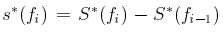 s*(f_i) = S*(f_i) − S*(f_{i−1})